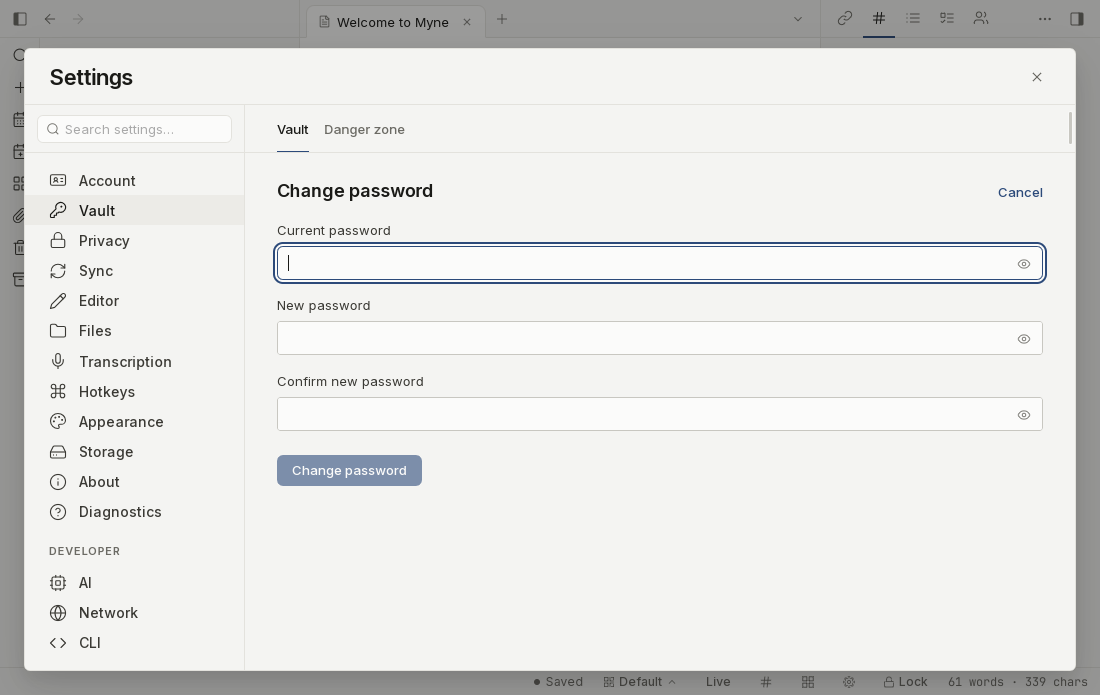 Welcome to Myne
Settings
Search settings...
Vault
Danger zone
Account
Vault
Privacy
Sync
Editor
Files
Transcription
Hotkeys
Appearance
Storage
About
Diagnostics
DEVELOPER
AI
Network
CLI
Change password
Cancel
Current password
New password
Confirm new password
Change password
Saved
Default
Live
Lock
61 words · 339 chars